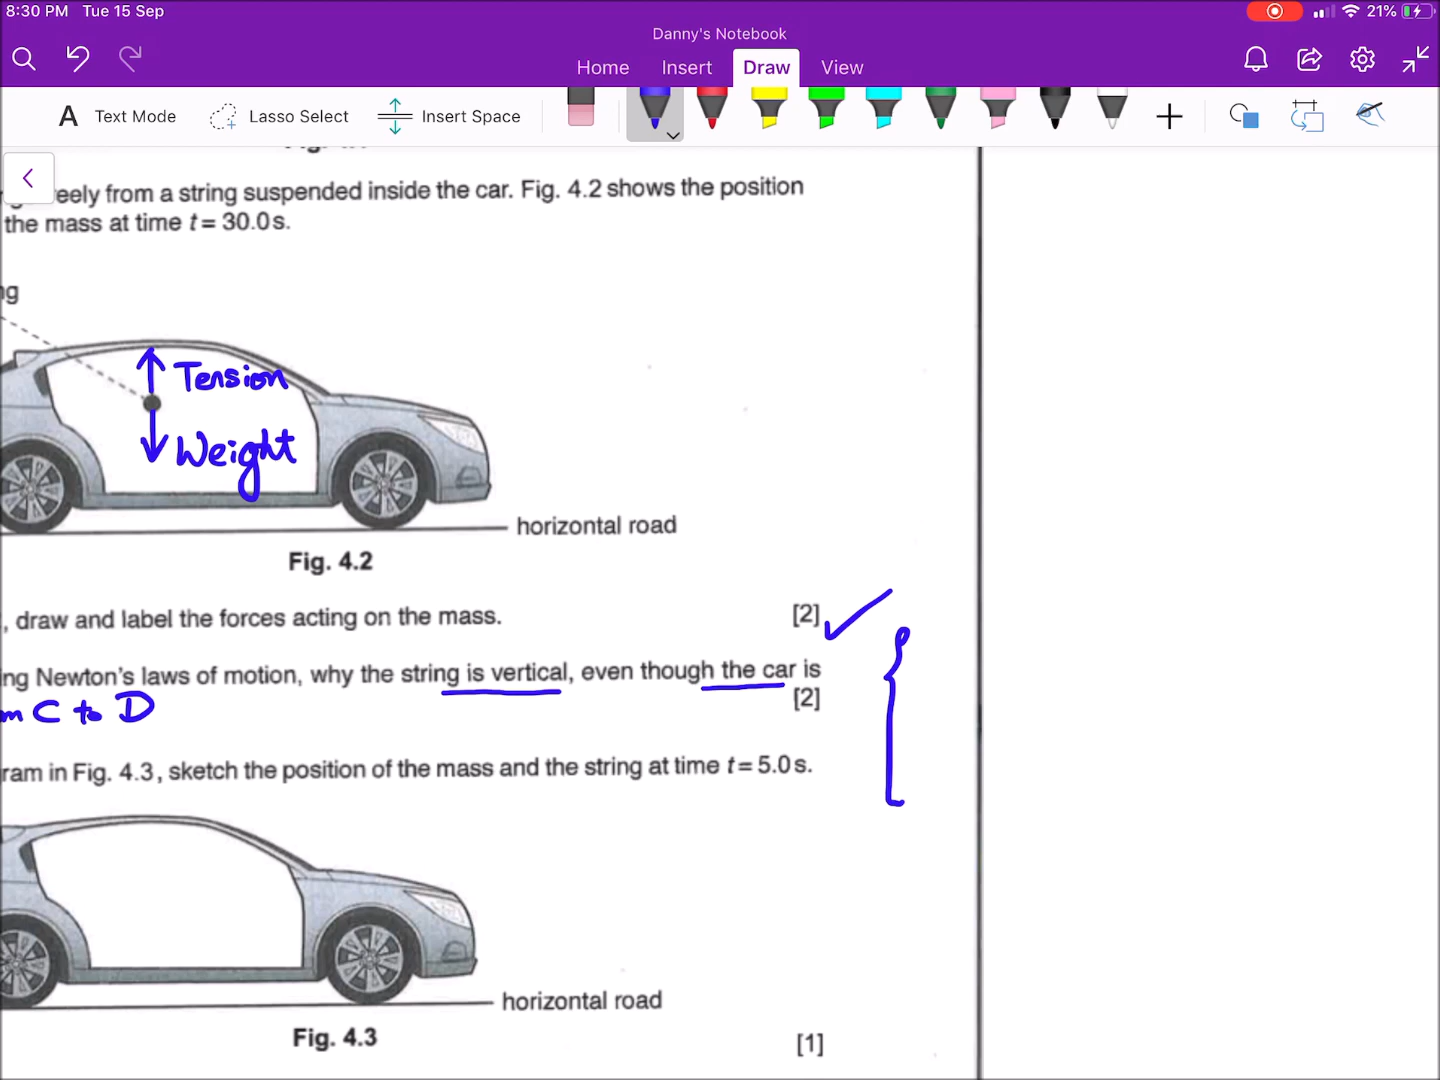 8:30 PM Tue 15 Sep
21%
Danny's Notebook
Home Insert Draw View
A Text Mode Lasso Select Insert Space
eely from a string suspended inside the car. Fig. 4.2 shows the position
the mass at time t = 30.0 s.
ng
Tension
Weight
horizontal road
Fig. 4.2
, draw and label the forces acting on the mass. [2]
ing Newton's laws of motion, why the string is vertical, even though the car is
[2]
m C to D
ram in Fig. 4.3, sketch the position of the mass and the string at time t = 5.0 s.
horizontal road
Fig. 4.3
[1]